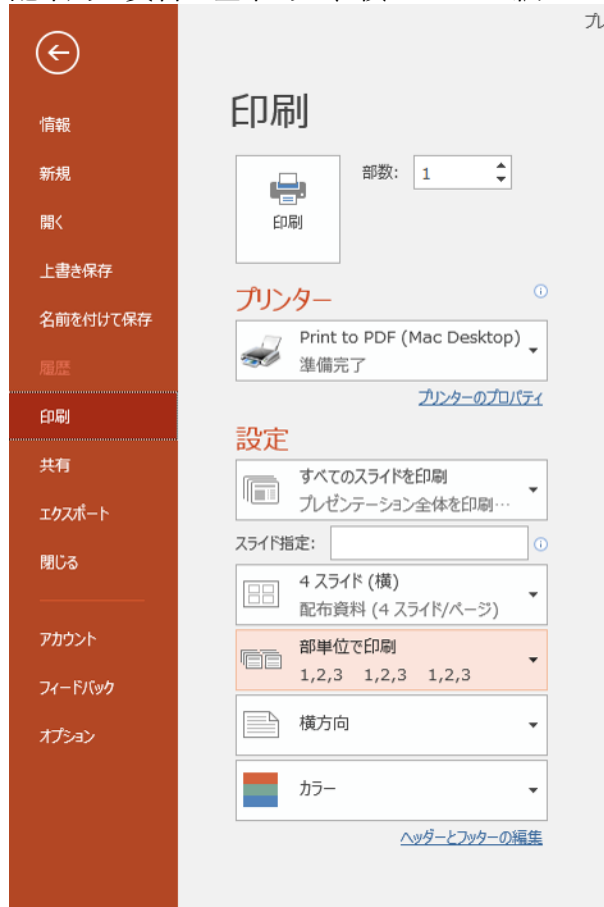 プレ
情報
新規
開く
上書き保存
名前を付けて保存
履歴
印刷
共有
エクスポート
閉じる
アカウント
フィードバック
オプション
印刷
印刷
部数: 1
プリンター
Print to PDF (Mac Desktop)
準備完了
プリンターのプロパティ
設定
すべてのスライドを印刷
プレゼンテーション全体を印刷…
スライド指定:
4 スライド (横)
配布資料 (4 スライド/ページ)
部単位で印刷
1,2,3 1,2,3 1,2,3
横方向
カラー
ヘッダーとフッターの編集